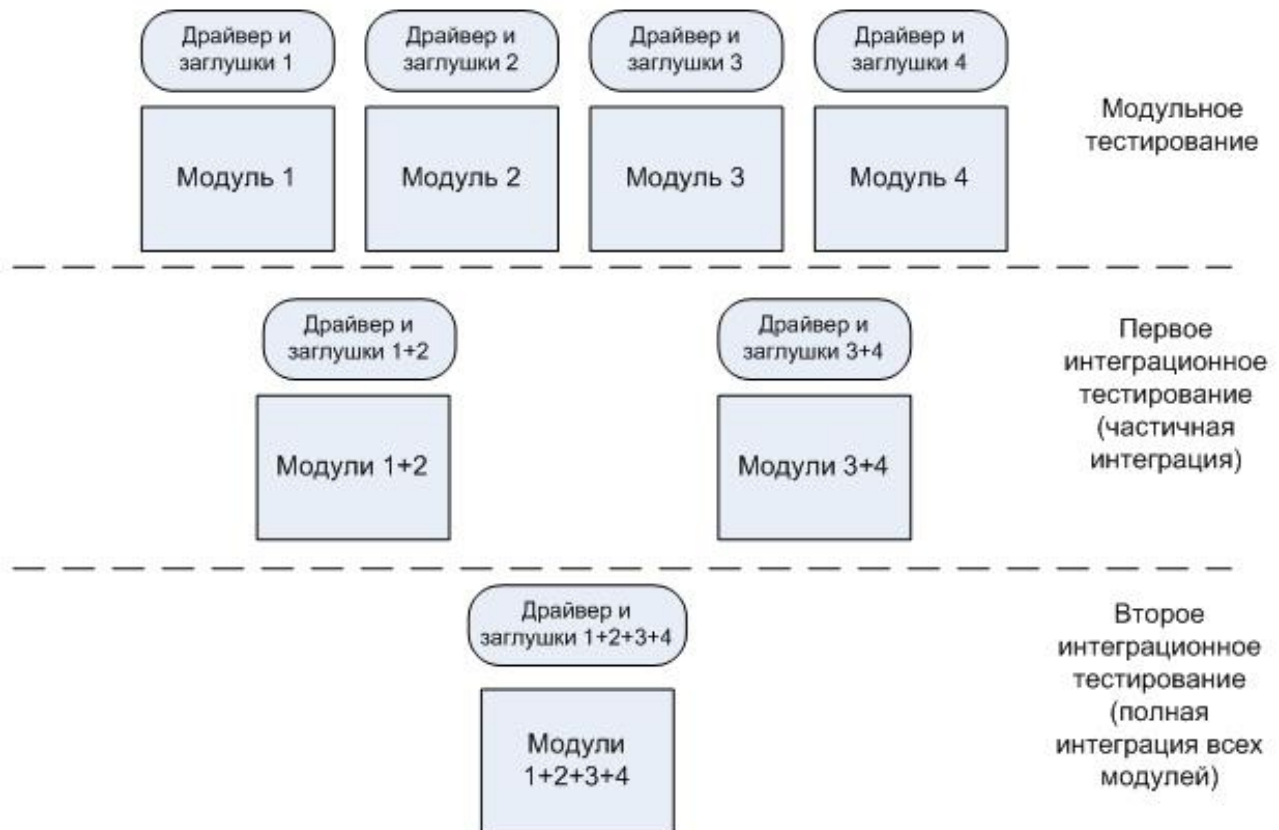 Драйвер и
заглушки 1
Драйвер и
заглушки 2
Драйвер и
заглушки 3
Драйвер и
заглушки 4
Модуль 1
Модуль 2
Модуль 3
Модуль 4
Модульное
тестирование
Драйвер и
заглушки 1+2
Драйвер и
заглушки 3+4
Модули 1+2
Модули 3+4
Первое
интеграционное
тестирование
(частичная
интеграция)
Драйвер и
заглушки 1+2+3+4
Модули
1+2+3+4
Второе
интеграционное
тестирование
(полная
интеграция всех
модулей)